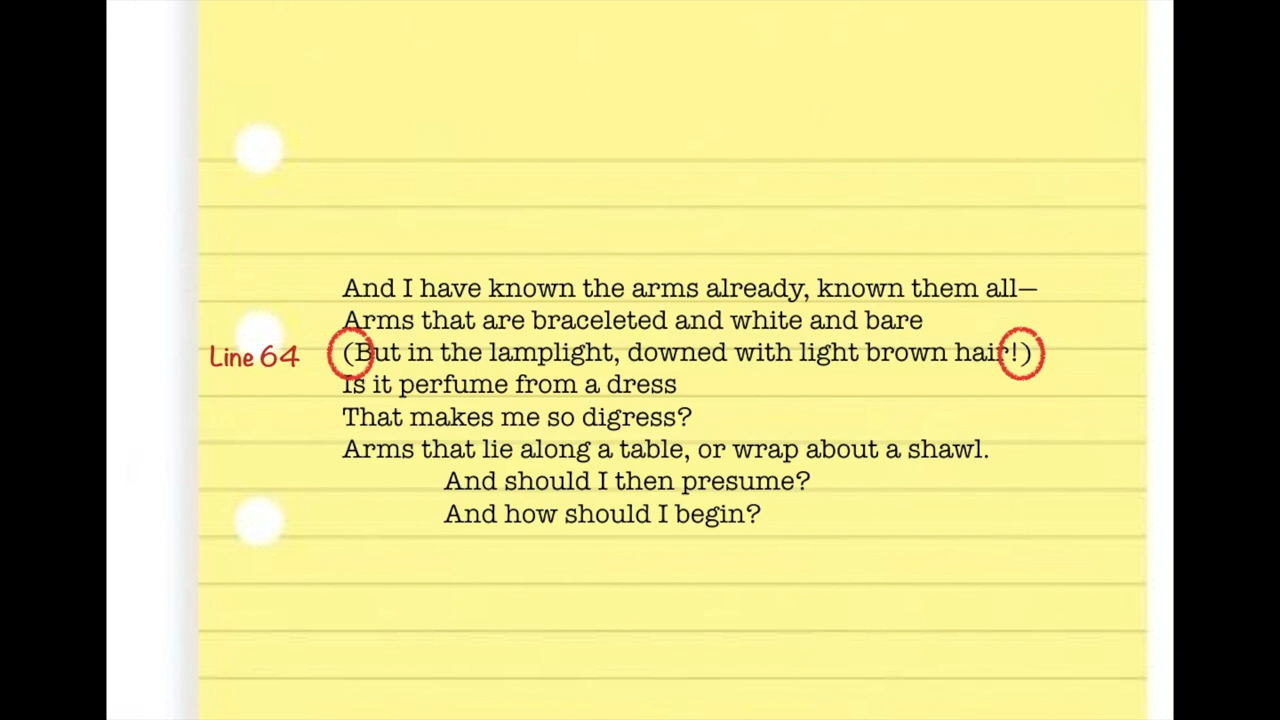 And I have known the arms already, known them all—
Arms that are braceleted and white and bare
Line 64 (But in the lamplight, downed with light brown hair!)
Is it perfume from a dress
That makes me so digress?
Arms that lie along a table, or wrap about a shawl.
And should I then presume?
And how should I begin?